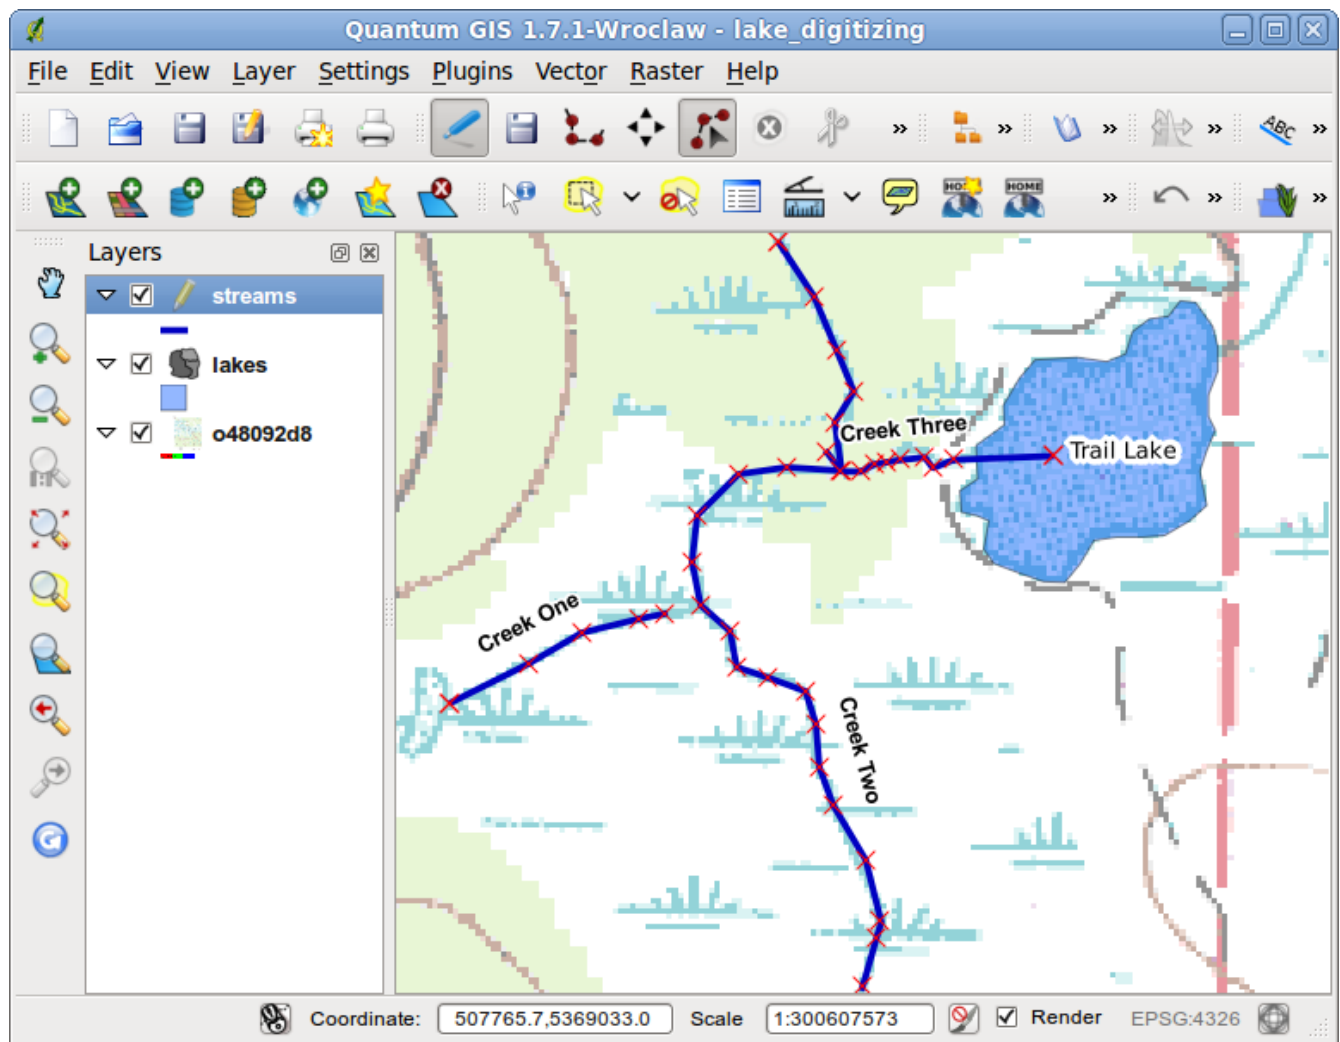 Quantum GIS 1.7.1-Wroclaw - lake_digitizing
File Edit View Layer Settings Plugins Vector Raster Help
ABC
HOME
Layers
streams
lakes
o48092d8
Creek Three
Trail Lake
Creek One
Creek Two
Coordinate: 507765.7,5369033.0 Scale 1:300607573 Render EPSG:4326